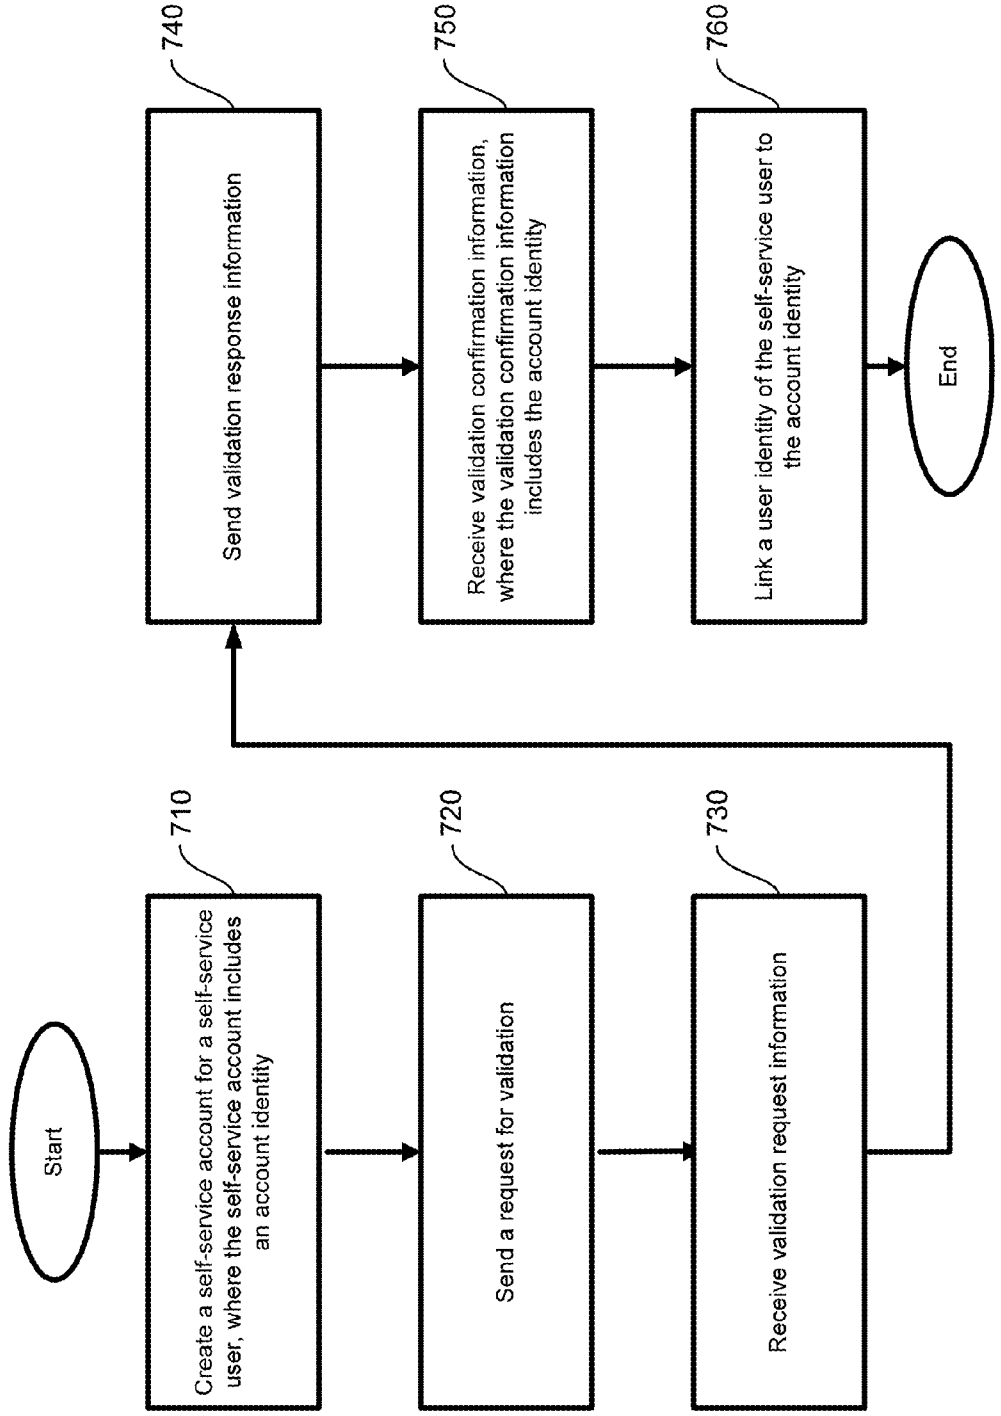 Start
710
Create a self-service account for a self-service
user, where the self-service account includes
an account identity
720
Send a request for validation
730
Receive validation request information
740
Send validation response information
750
Receive validation confirmation information,
where the validation confirmation information
includes the account identity
760
Link a user identity of the self-service user to
the account identity
End